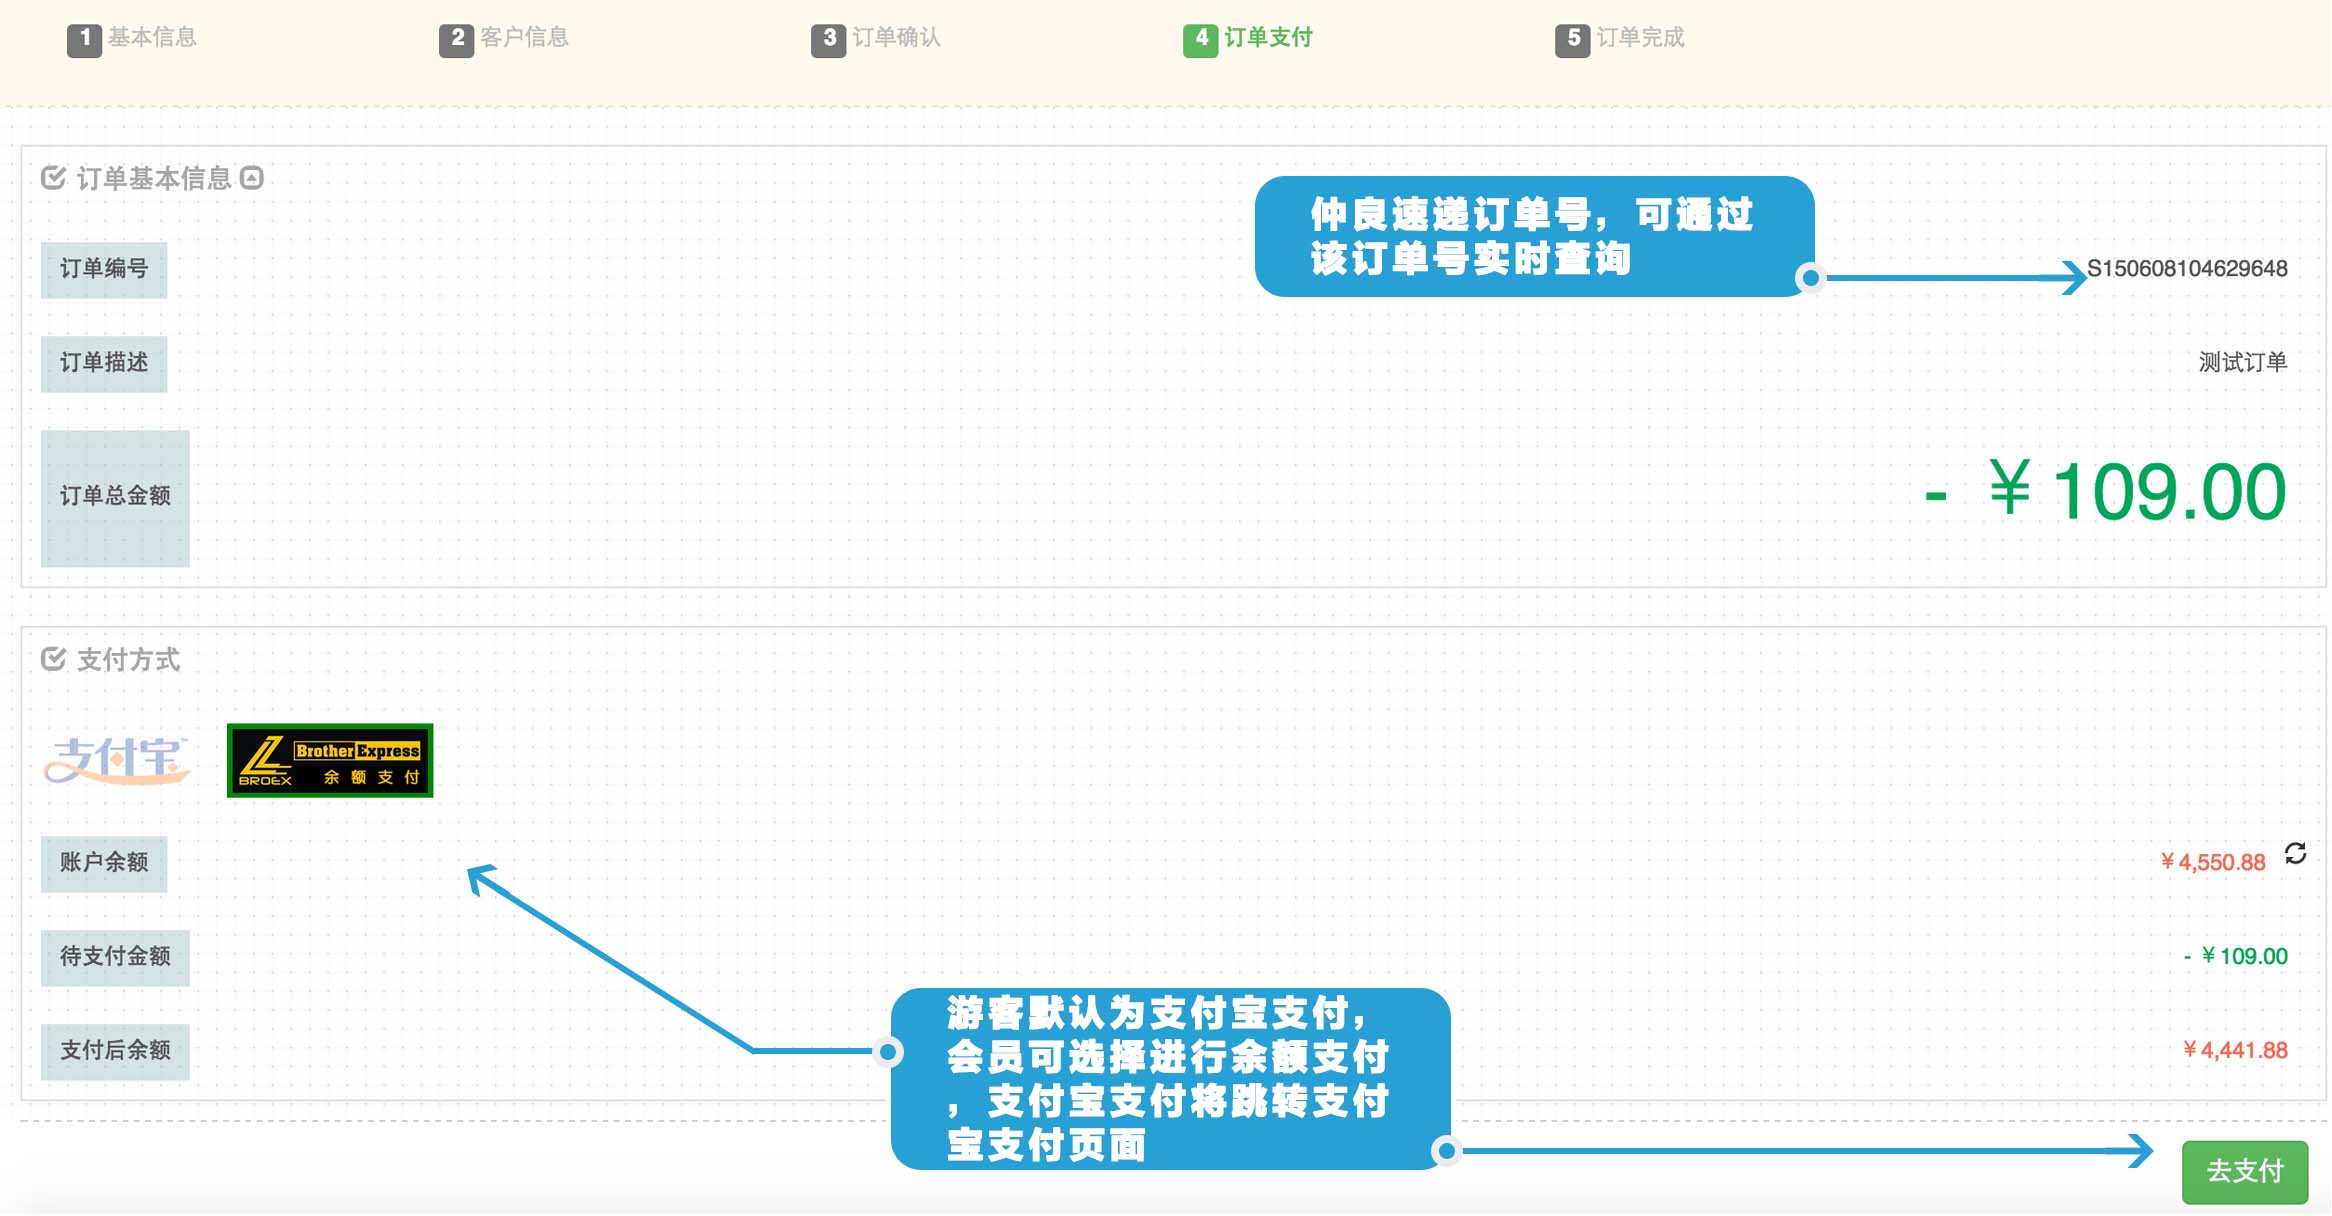 1 基本信息
2 客户信息
3 订单确认
4 订单支付
5 订单完成
订单基本信息
仲良速递订单号，可通过
该订单号实时查询
订单编号
S150608104629648
订单描述
测试订单
订单总金额
- ￥109.00
支付方式
支付宝™
BROEX
Brother Express
余额支付
账户余额
￥4,550.88
待支付金额
- ￥109.00
支付后余额
￥4,441.88
游客默认为支付宝支付，
会员可选择进行余额支付
，支付宝支付将跳转支付
宝支付页面
去支付